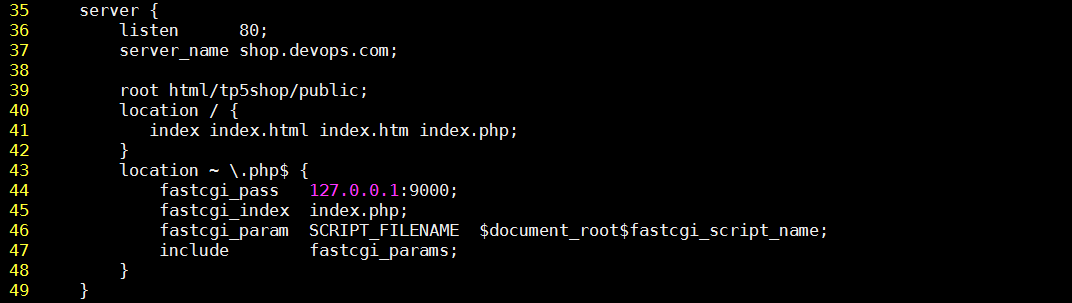 35     server {
36         listen      80;
37         server_name shop.devops.com;
38
39         root html/tp5shop/public;
40         location / {
41            index index.html index.htm index.php;
42         }
43         location ~ \.php$ {
44             fastcgi_pass   127.0.0.1:9000;
45             fastcgi_index  index.php;
46             fastcgi_param  SCRIPT_FILENAME  $document_root$fastcgi_script_name;
47             include        fastcgi_params;
48         }
49     }